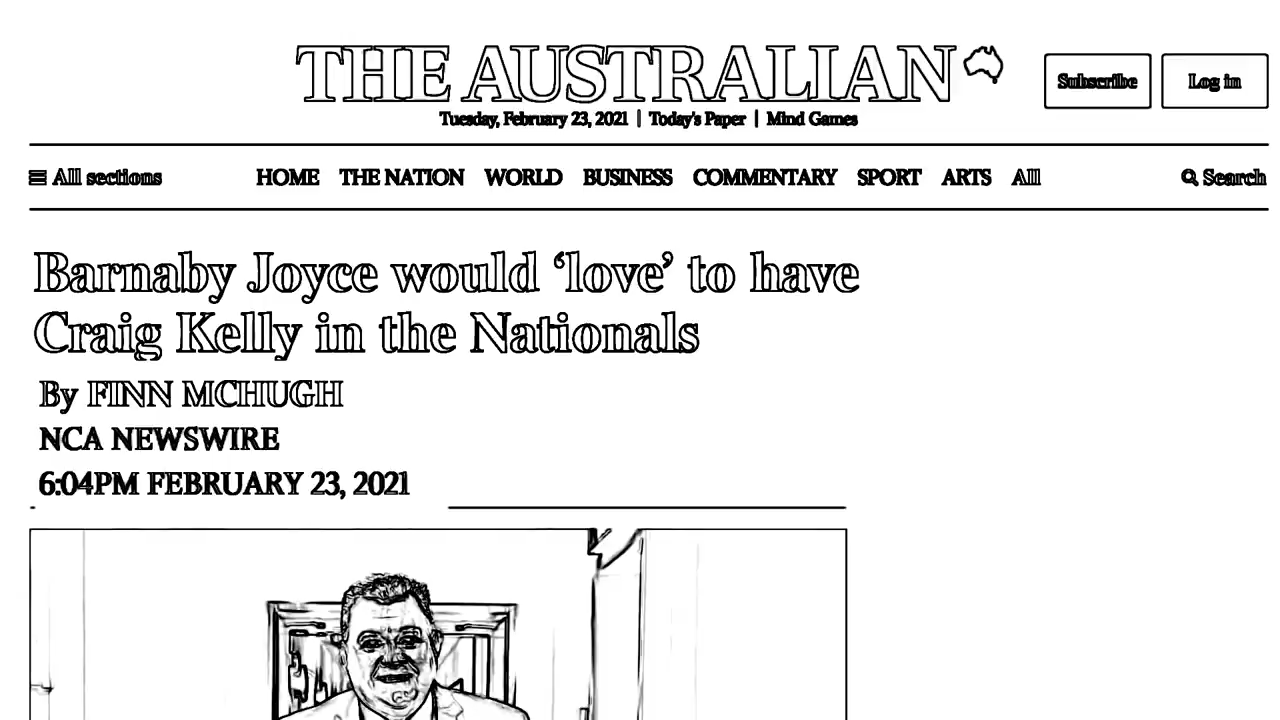 THE AUSTRALIAN
Subscribe
Log in
Tuesday, February 23, 2021 | Today's Paper | Mind Games
All sections
HOME THE NATION WORLD BUSINESS COMMENTARY SPORT ARTS All
Search
Barnaby Joyce would ‘love’ to have
Craig Kelly in the Nationals
By FINN MCHUGH
NCA NEWSWIRE
6:04PM FEBRUARY 23, 2021